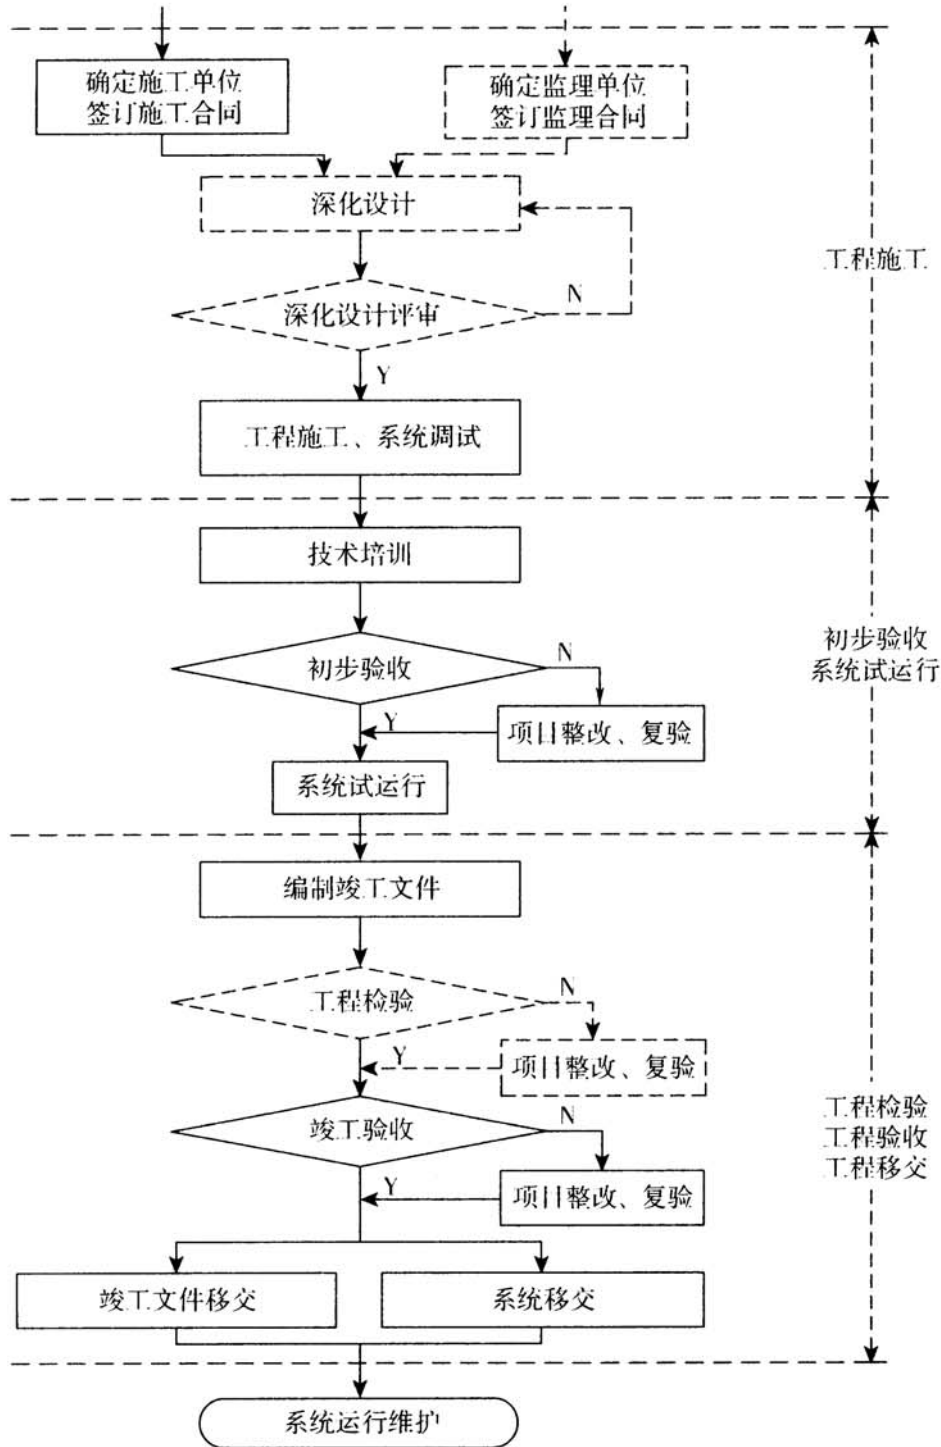 确定施工单位
签订施工合同
确定监理单位
签订监理合同
深化设计
工程施工
N
深化设计评审
Y
工程施工、系统调试
技术培训
初步验收
系统试运行
N
初步验收
Y
项目整改、复验
系统试运行
编制竣工文件
N
工程检验
Y
项目整改、复验
工程检验
工程验收
工程移交
N
竣工验收
Y
项目整改、复验
竣工文件移交
系统移交
系统运行维护